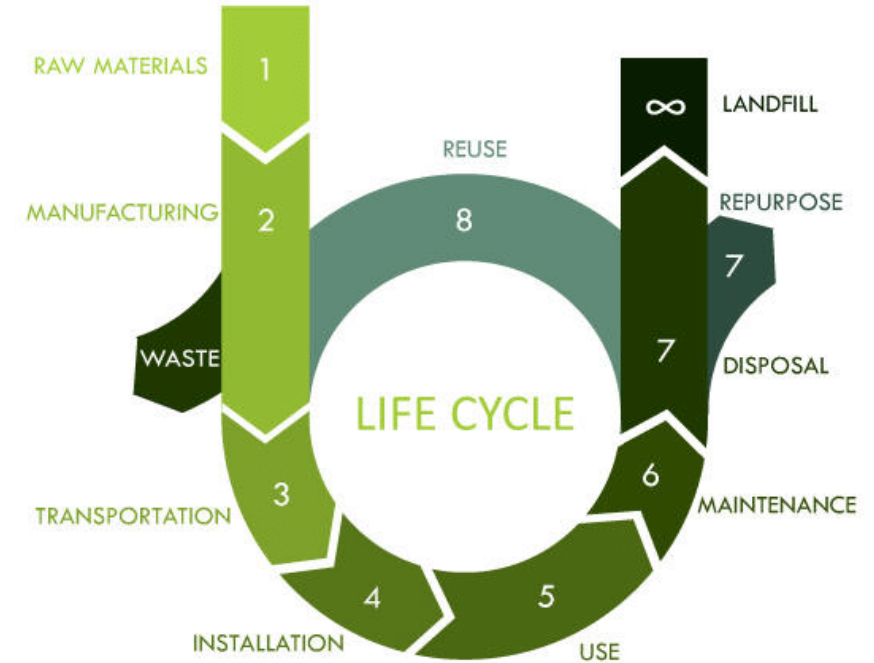 RAW MATERIALS
1
∞
LANDFILL
REUSE
REPURPOSE
MANUFACTURING
2
8
7
WASTE
7
DISPOSAL
LIFE CYCLE
3
6
TRANSPORTATION
MAINTENANCE
4
5
INSTALLATION
USE